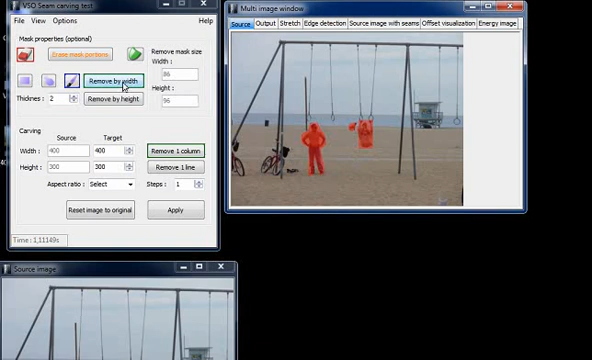 VSO Seam carving test
File View Options Help
Mask properties (optional)
Erase mask portions
Remove mask size
Width :
86
Remove by width
Height :
96
Thicknes : 2
Remove by height
Carving
Source Target
Width : 400 400 Remove 1 column
Height : 300 300 Remove 1 line
Aspect ratio : Select Steps : 1
Reset image to original Apply
Time : 1,11149s
Multi image window
Source Output Stretch Edge detection Source image with seams Offset visualization Energy image
Source image